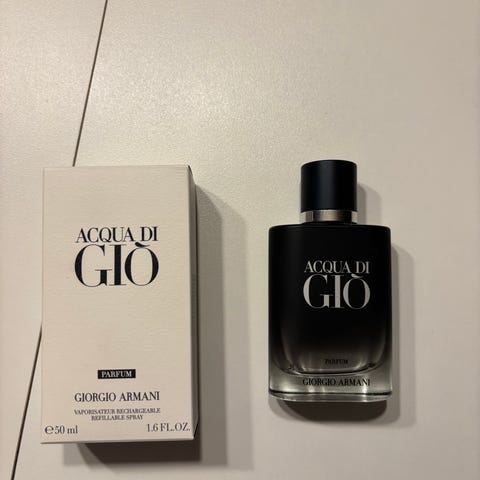 ACQUA DI
GIÒ
PARFUM
GIORGIO ARMANI
VAPORISATEUR RECHARGEABLE
REFILLABLE SPRAY
℮50 ml 1.6 FL.OZ.
ACQUA DI
GIÒ
PARFUM
GIORGIO ARMANI